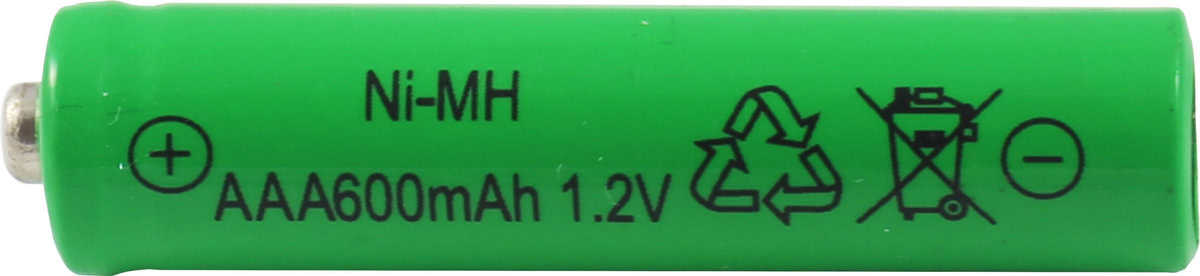 Ni-MH
+ AAA600mAh 1.2V -